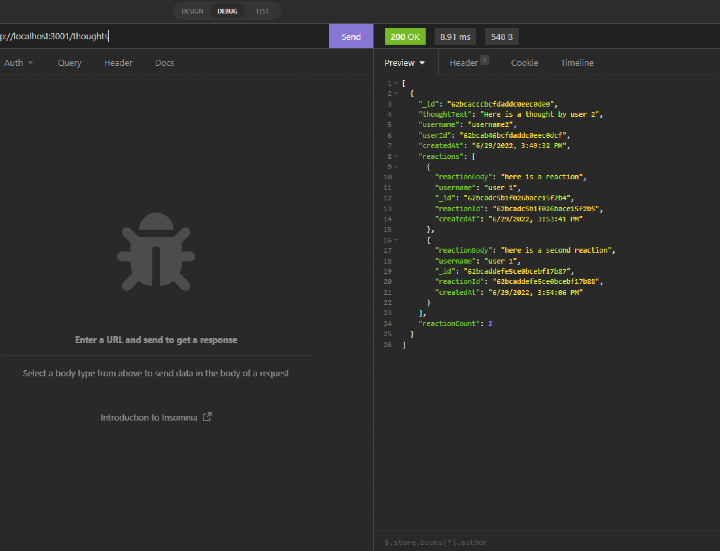 DESIGN DEBUG TEST
p://localhost:3001/thoughts Send 200 OK 8.91 ms 548 B
Auth Query Header Docs Preview Header 7 Cookie Timeline
1 [
2 {
3 "_id": "62bcacccbcfdaddc0eec0de0",
4 "thoughtText": "Here is a thought by user 2",
5 "username": "username2",
6 "userId": "62bcab46bcfdaddc0eec0dcf",
7 "createdAt": "6/29/2022, 3:49:32 PM",
8 "reactions": [
9 {
10 "reactionBody": "here is a reaction",
11 "username": "user 1",
12 "_id": "62bcadc5b1f026bace15f2b4",
13 "reactionId": "62bcadc5b1f026bace15f2b5",
14 "createdAt": "6/29/2022, 3:53:41 PM"
15 },
16 {
17 "reactionBody": "here is a second reaction",
18 "username": "user 1",
19 "_id": "62bcaddefe5ce0bcebf17b87",
20 "reactionId": "62bcaddefe5ce0bcebf17b88",
21 "createdAt": "6/29/2022, 3:54:06 PM"
22 }
23 ],
24 "reactionCount": 2
25 }
26 ]
Enter a URL and send to get a response
Select a body type from above to send data in the body of a request
Introduction to Insomnia
$.store.books[*].author